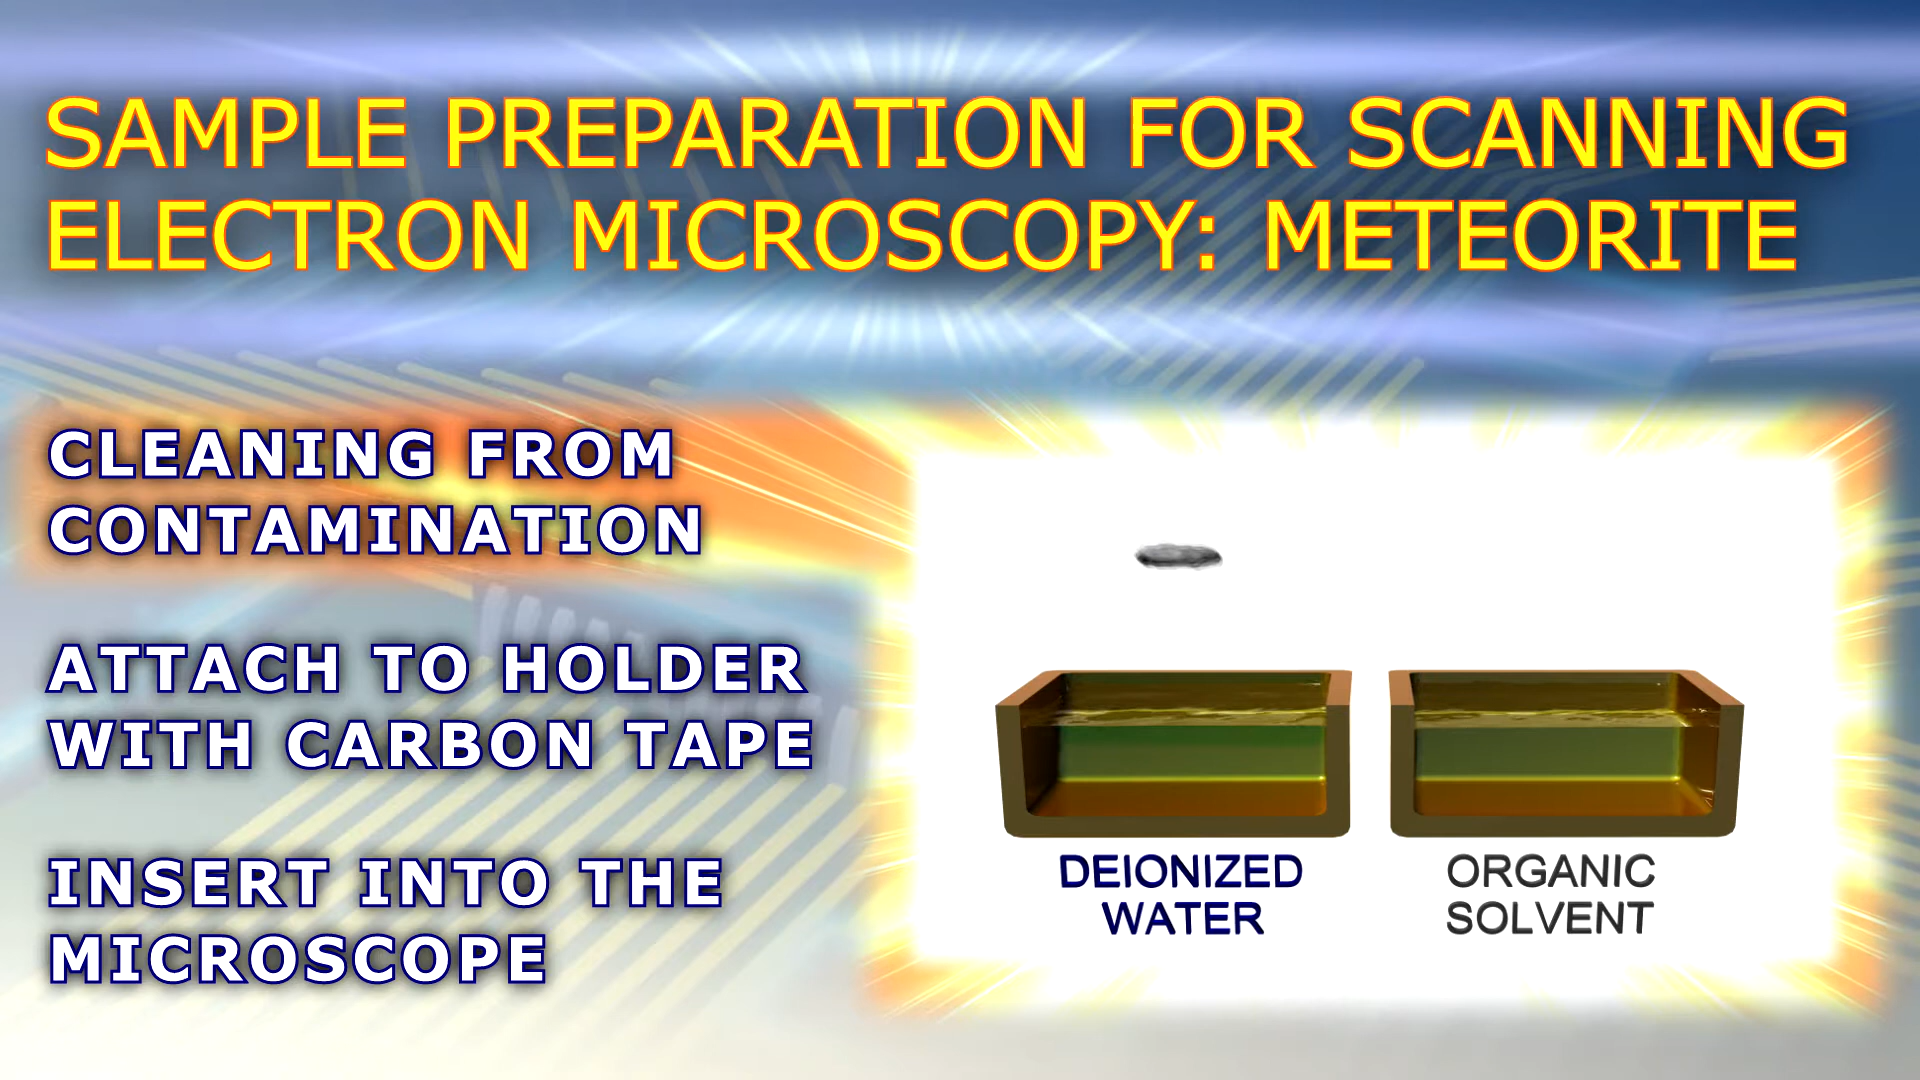 SAMPLE PREPARATION FOR SCANNING
ELECTRON MICROSCOPY: METEORITE
CLEANING FROM
CONTAMINATION
ATTACH TO HOLDER
WITH CARBON TAPE
INSERT INTO THE
MICROSCOPE
DEIONIZED
WATER
ORGANIC
SOLVENT